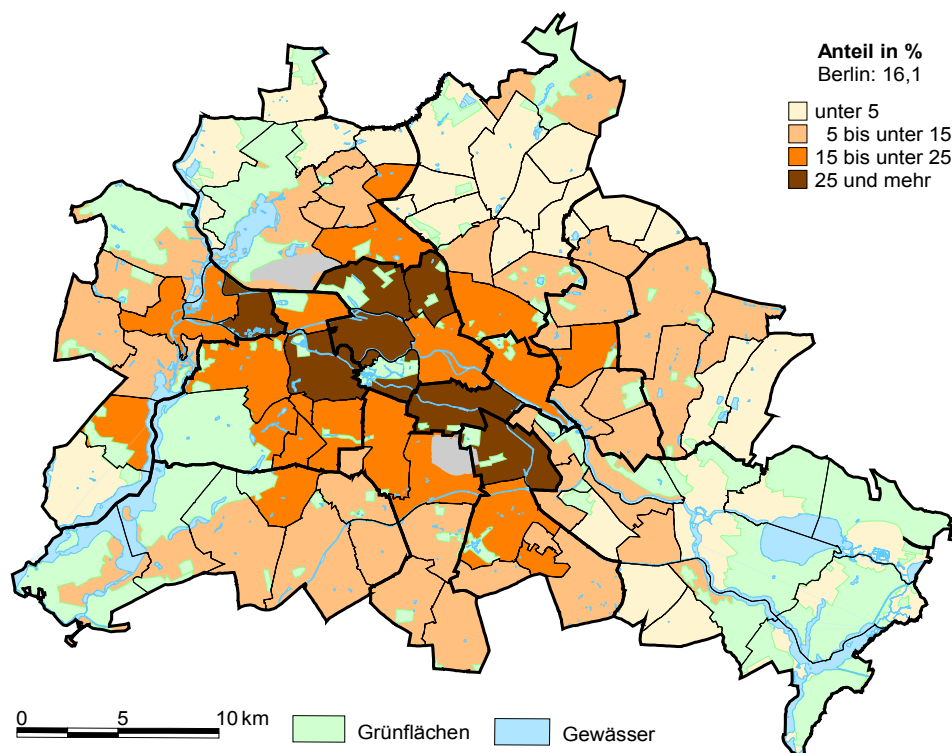 Anteil in %
Berlin: 16,1
unter 5
5 bis unter 15
15 bis unter 25
25 und mehr
0 5 10 km
Grünflächen
Gewässer